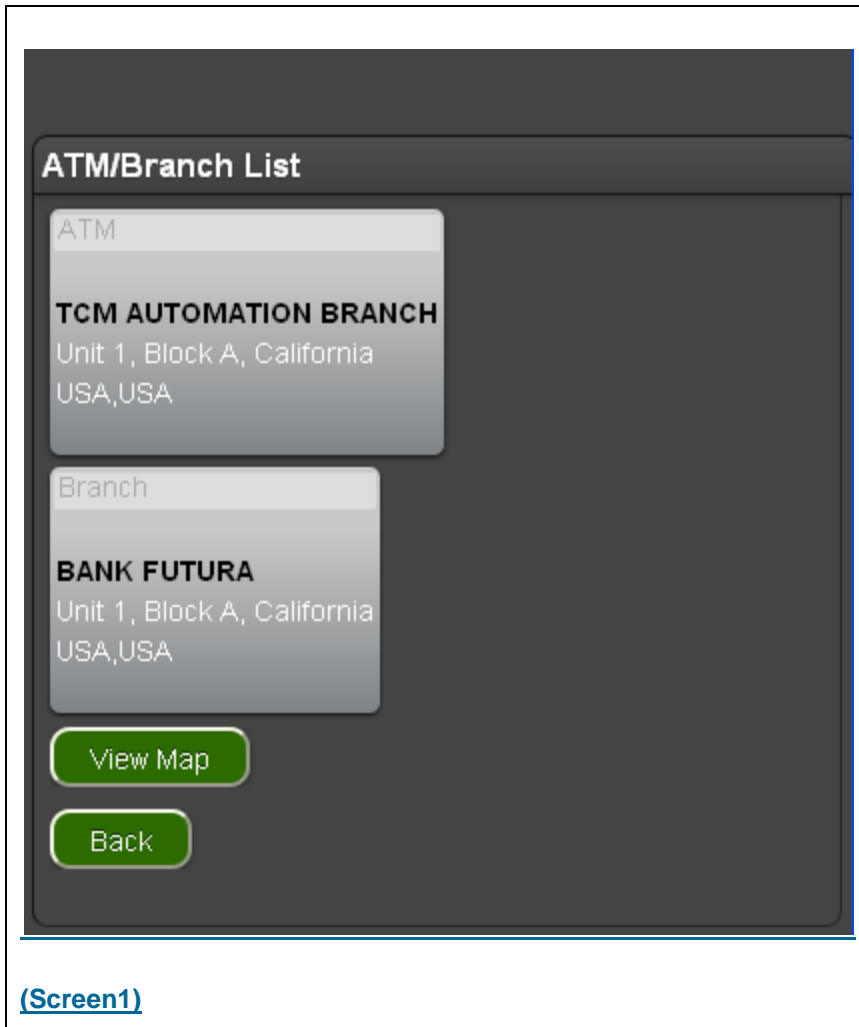 ATM/Branch List
ATM
TCM AUTOMATION BRANCH
Unit 1, Block A, California
USA,USA
Branch
BANK FUTURA
Unit 1, Block A, California
USA,USA
View Map
Back
(Screen1)